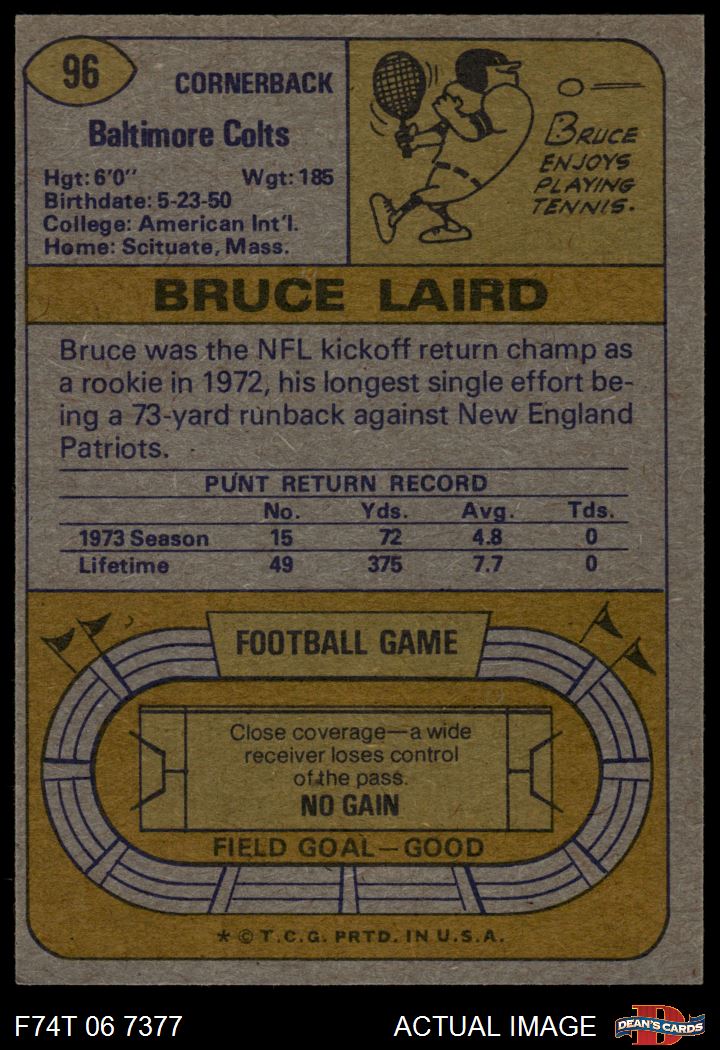 96
CORNERBACK
Baltimore Colts
Hgt: 6'0" Wgt: 185
Birthdate: 5-23-50
College: American Int'l.
Home: Scituate, Mass.
BRUCE
ENJOYS
PLAYING
TENNIS.
BRUCE LAIRD
Bruce was the NFL kickoff return champ as
a rookie in 1972, his longest single effort be-
ing a 73-yard runback against New England
Patriots.
PUNT RETURN RECORD
No. Yds. Avg. Tds.
1973 Season 15 72 4.8 0
Lifetime 49 375 7.7 0
FOOTBALL GAME
Close coverage—a wide
receiver loses control
of the pass.
NO GAIN
FIELD GOAL—GOOD
* © T.C.G. PRTD. IN U.S.A.
F74T 06 7377 ACTUAL IMAGE
D
DEAN'S CARDS